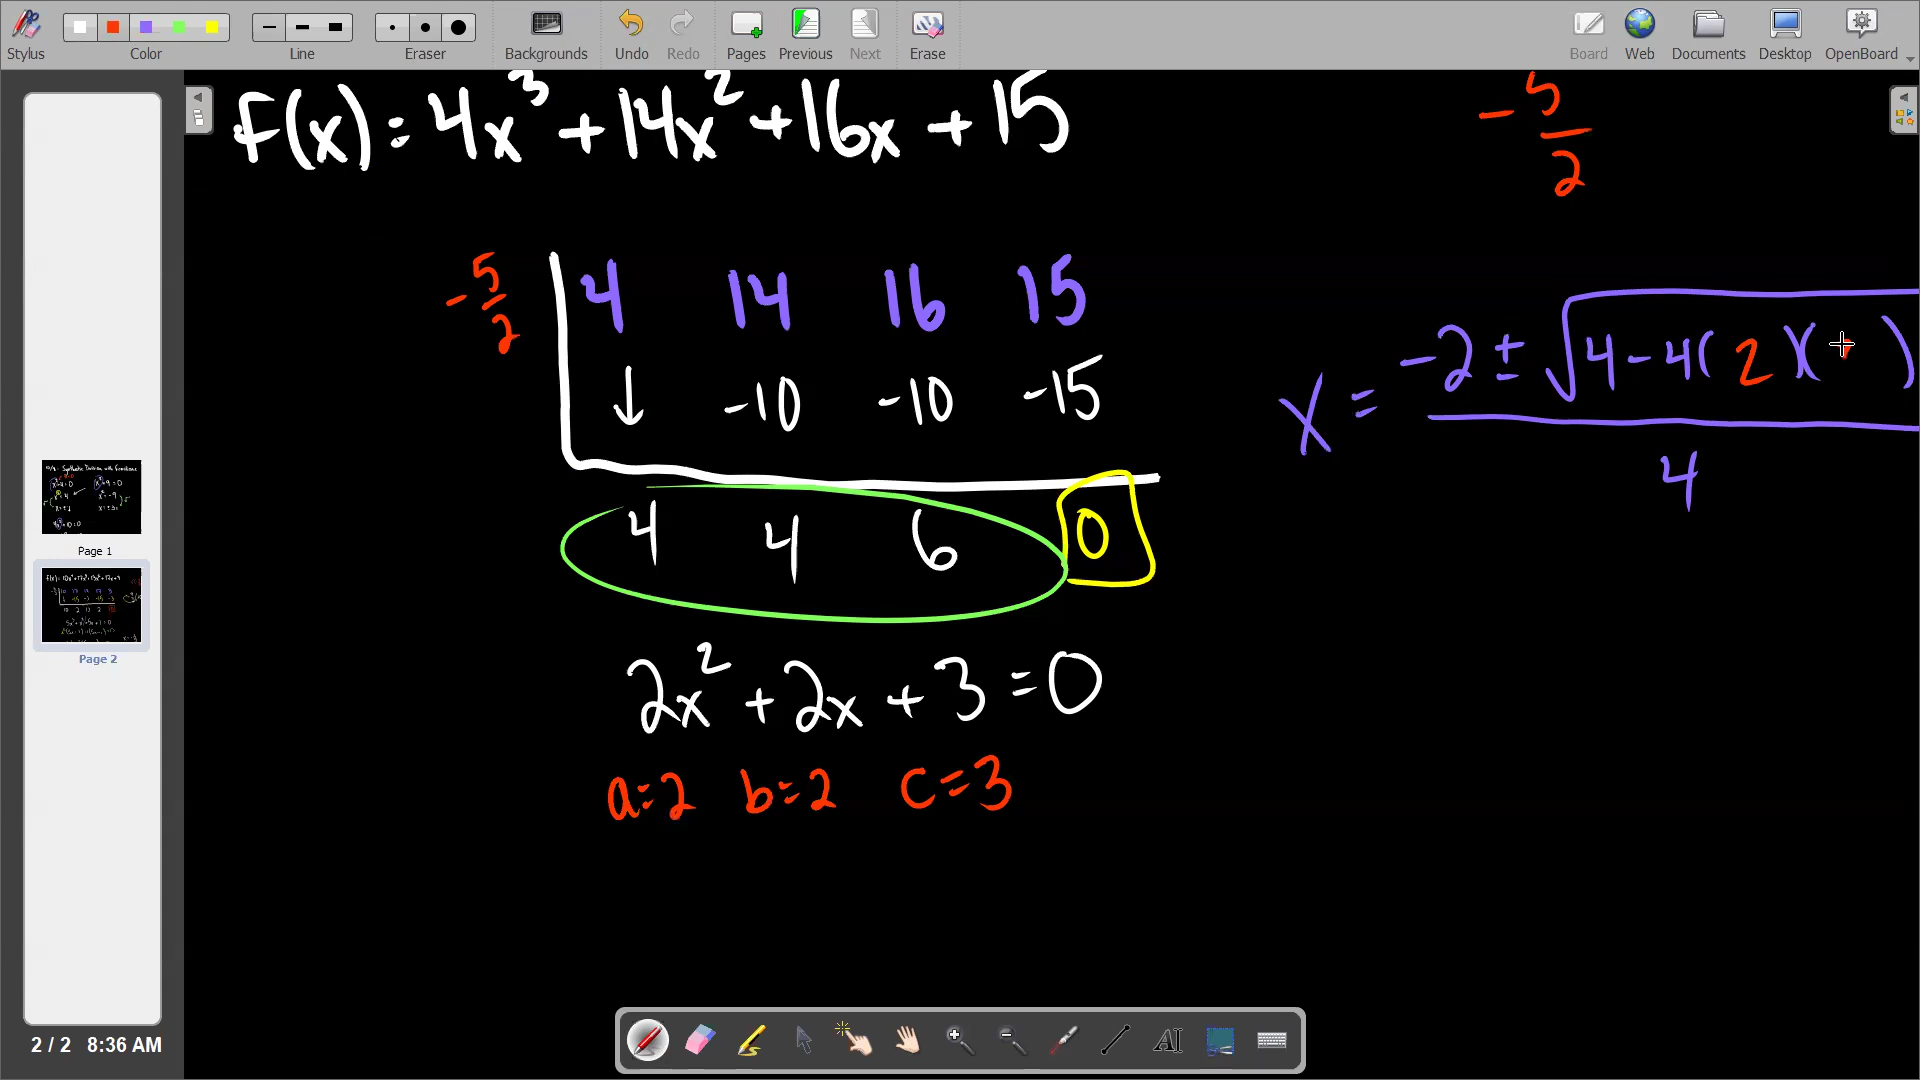 Stylus Color Line Eraser Backgrounds Undo Redo Pages Previous Next Erase Board Web Documents Desktop OpenBoard
f(x) = 4x³ + 14x² + 16x + 15
-5/2
-5/2 4 14 16 15
↓ -10 -10 -15
4 4 6 0
x = -2 ± √4-4(2)( )
4
2x² + 2x + 3 = 0
a=2 b=2 c=3
Page 1
Page 2
2 / 2 8:36 AM